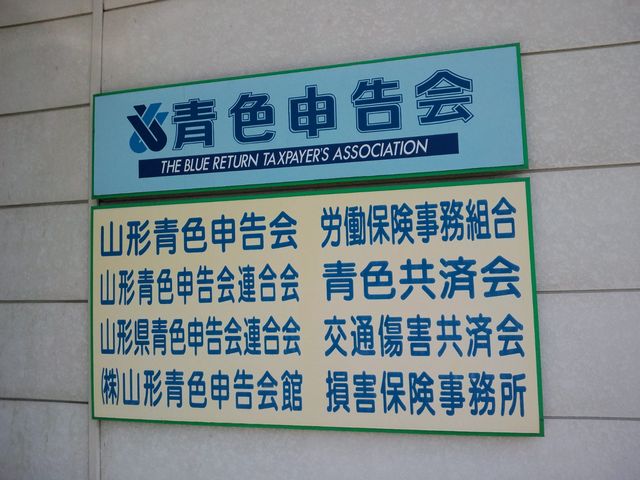 青色申告会
THE BLUE RETURN TAXPAYER'S ASSOCIATION
山形青色申告会
山形青色申告会連合会
山形県青色申告会連合会
(株)山形青色申告会館
労働保険事務組合
青色共済会
交通傷害共済会
損害保険事務所